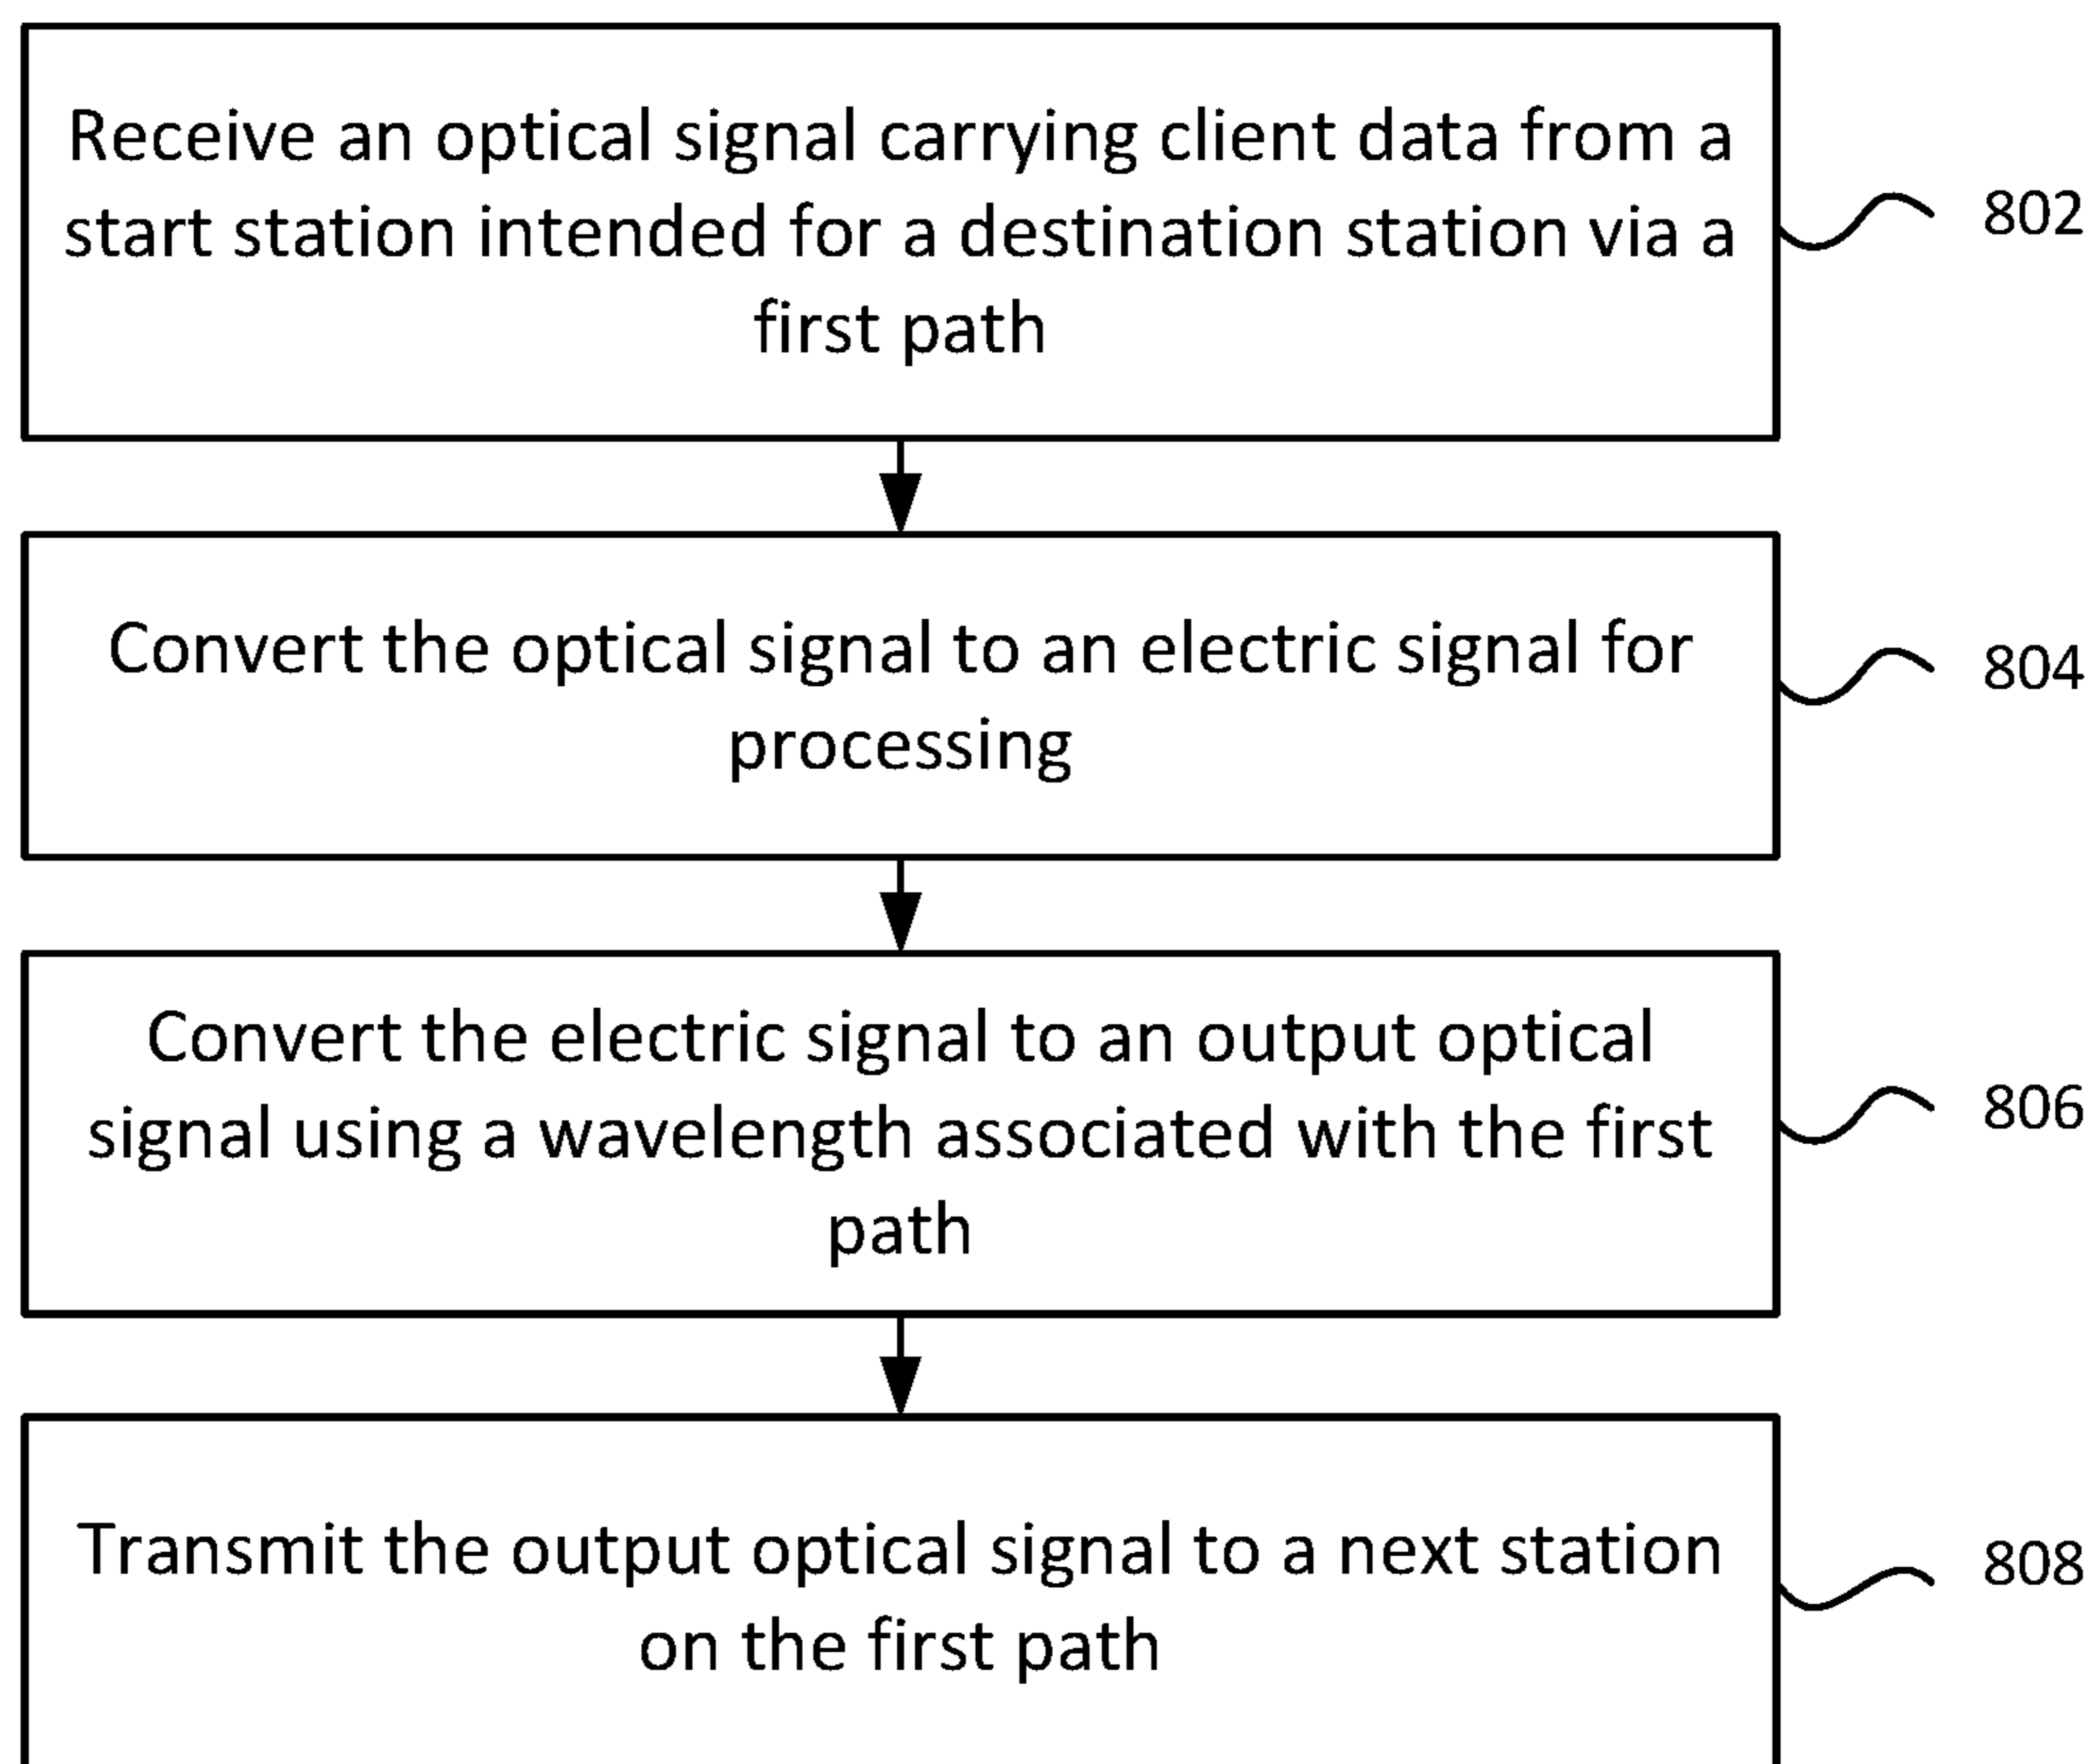 Receive an optical signal carrying client data from a
start station intended for a destination station via a
first path
802
Convert the optical signal to an electric signal for
processing
804
Convert the electric signal to an output optical
signal using a wavelength associated with the first
path
806
Transmit the output optical signal to a next station
on the first path
808